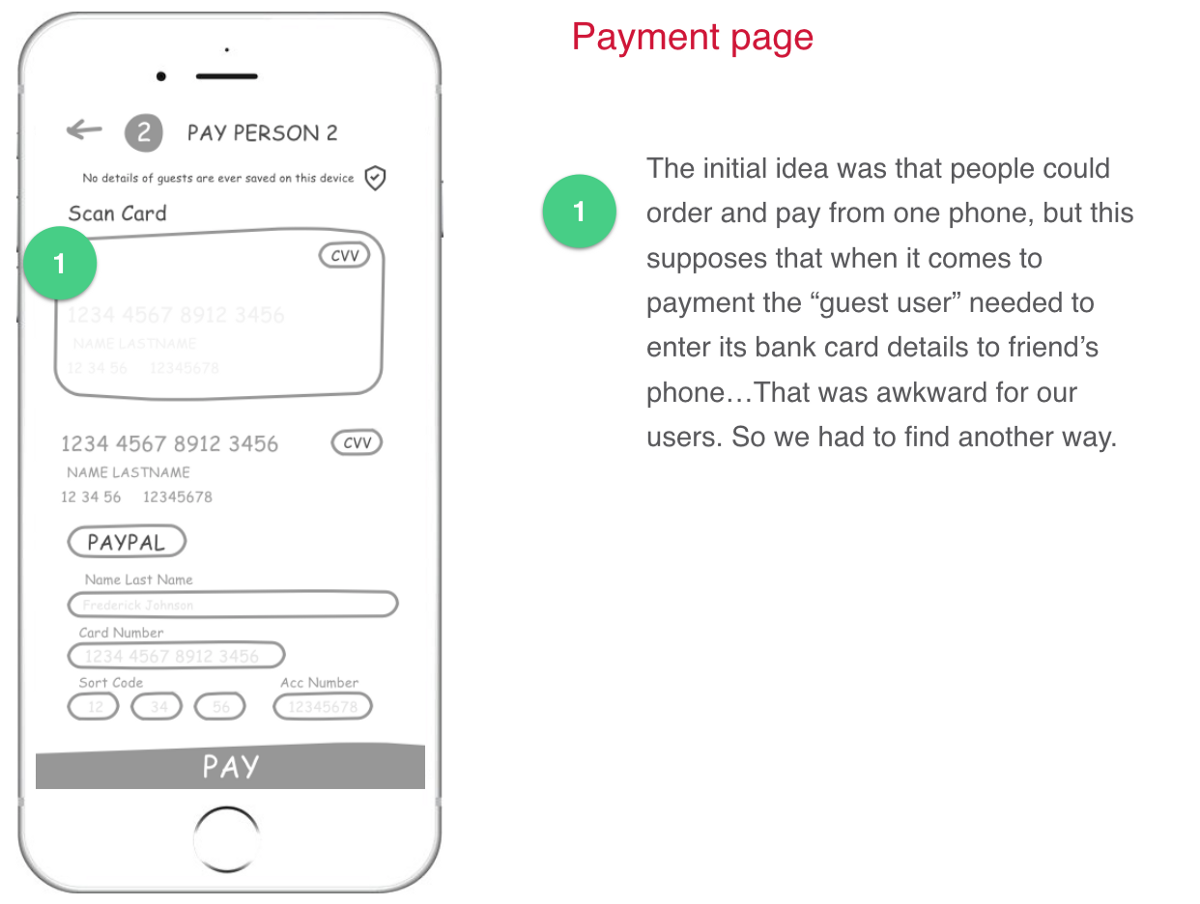 Payment page
2 PAY PERSON 2
No details of guests are ever saved on this device
Scan Card
1
CVV
1234 4567 8912 3456
NAME LASTNAME
12 34 56 12345678
1234 4567 8912 3456 CVV
NAME LASTNAME
12 34 56 12345678
PAYPAL
Name Last Name
Frederick Johnson
Card Number
1234 4567 8912 3456
Sort Code Acc Number
12 34 56 12345678
PAY
1
The initial idea was that people could
order and pay from one phone, but this
supposes that when it comes to
payment the “guest user” needed to
enter its bank card details to friend’s
phone…That was awkward for our
users. So we had to find another way.